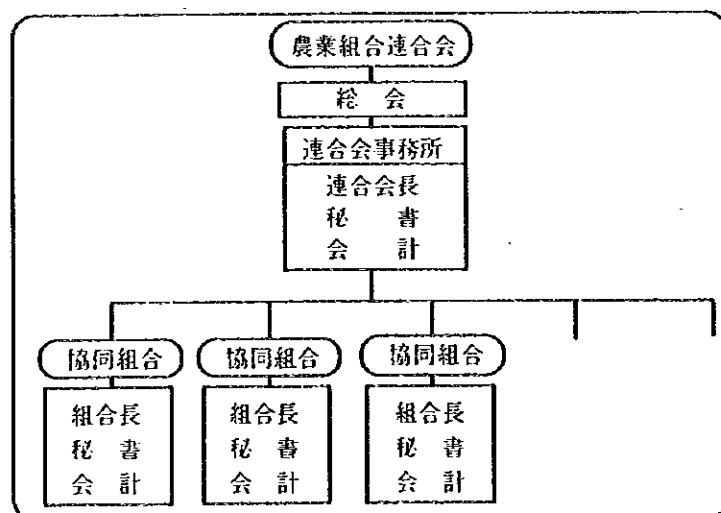 農業組合連合会
総 会
連合会事務所
連合会長
秘 書
会 計
協同組合
組合長
秘 書
会 計
協同組合
組合長
秘 書
会 計
協同組合
組合長
秘 書
会 計